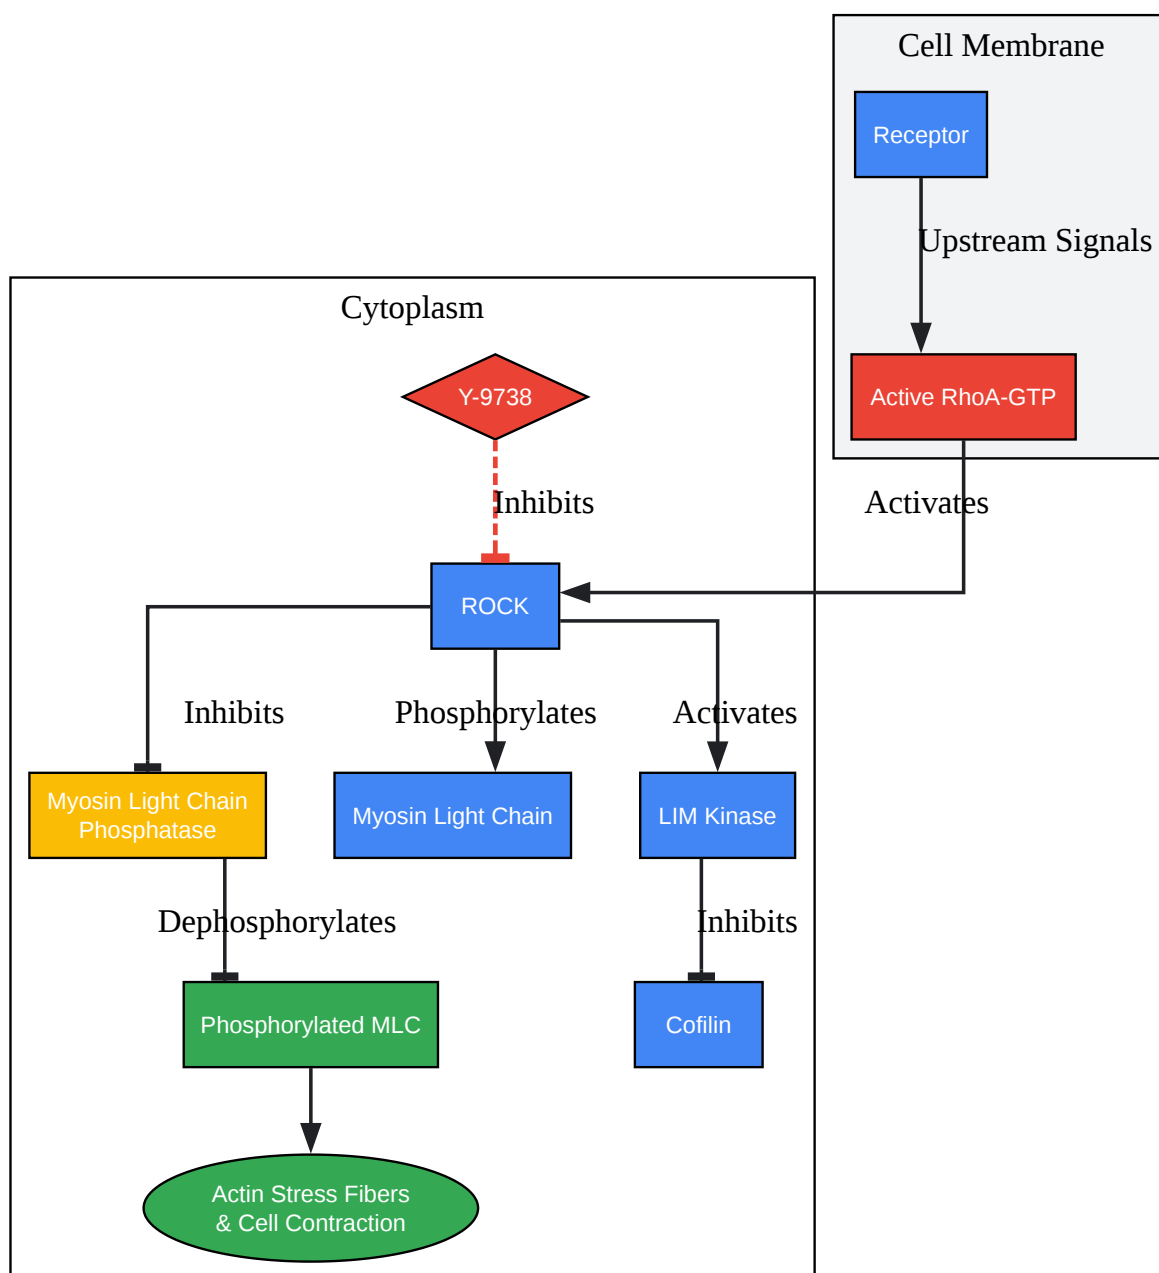 Cell Membrane
Receptor
Upstream Signals
Cytoplasm
Y-9738
Active RhoA-GTP
Inhibits
Activates
ROCK
Inhibits
Phosphorylates
Activates
Myosin Light Chain
Phosphatase
Myosin Light Chain
LIM Kinase
Dephosphorylates
Inhibits
Phosphorylated MLC
Cofilin
Actin Stress Fibers
& Cell Contraction